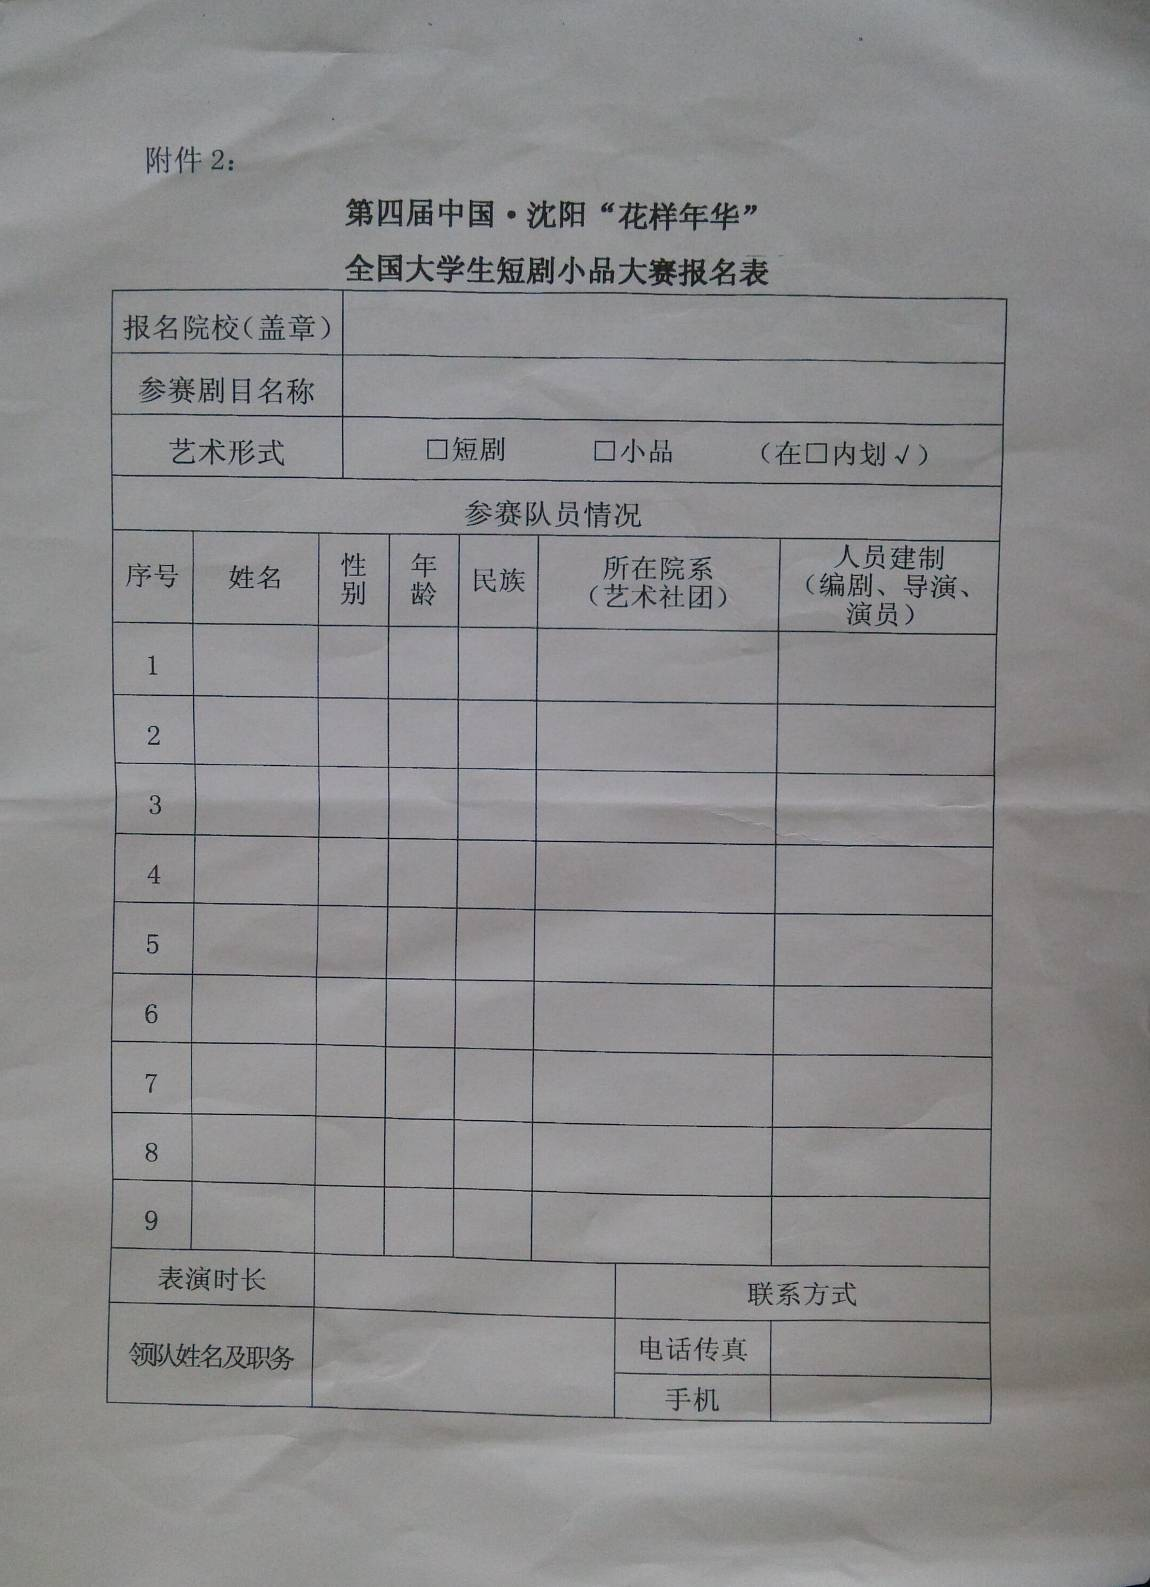 附件 2：
第四届中国·沈阳“花样年华”
全国大学生短剧小品大赛报名表
报名院校（盖章）
参赛剧目名称
艺术形式 □短剧 □小品 （在□内划√）
参赛队员情况
序号 姓名 性别 年龄 民族 所在院系（艺术社团） 人员建制（编剧、导演、演员）
1
2
3
4
5
6
7
8
9
表演时长 联系方式
领队姓名及职务 电话传真
手机